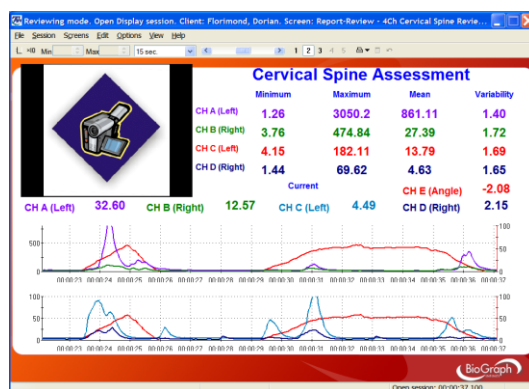 Reviewing mode. Open Display session. Client: Florimond, Dorian. Screen: Report-Review - 4Ch Cervical Spine Revie...
File Session Screens Edit Options View Help
L ×10 Min Max 15 sec. 1 2 3 4 5
Cervical Spine Assessment
Minimum Maximum Mean Variability
CH A (Left) 1.26 3050.2 861.11 1.40
CH B (Right) 3.76 474.84 27.39 1.72
CH C (Left) 4.15 182.11 13.79 1.69
CH D (Right) 1.44 69.62 4.63 1.65
Current CH E (Angle) -2.08
CH A (Left) 32.60 CH B (Right) 12.57 CH C (Left) 4.49 CH D (Right) 2.15
100
500 50
0 0
00:00:23 00:00:24 00:00:25 00:00:26 00:00:27 00:00:28 00:00:29 00:00:30 00:00:31 00:00:32 00:00:33 00:00:34 00:00:35 00:00:36 00:00:37
100 100
50 50
0 0
00:00:23 00:00:24 00:00:25 00:00:26 00:00:27 00:00:28 00:00:29 00:00:30 00:00:31 00:00:32 00:00:33 00:00:34 00:00:35 00:00:36 00:00:37
BioGraph
Open session: 00:00:37.100